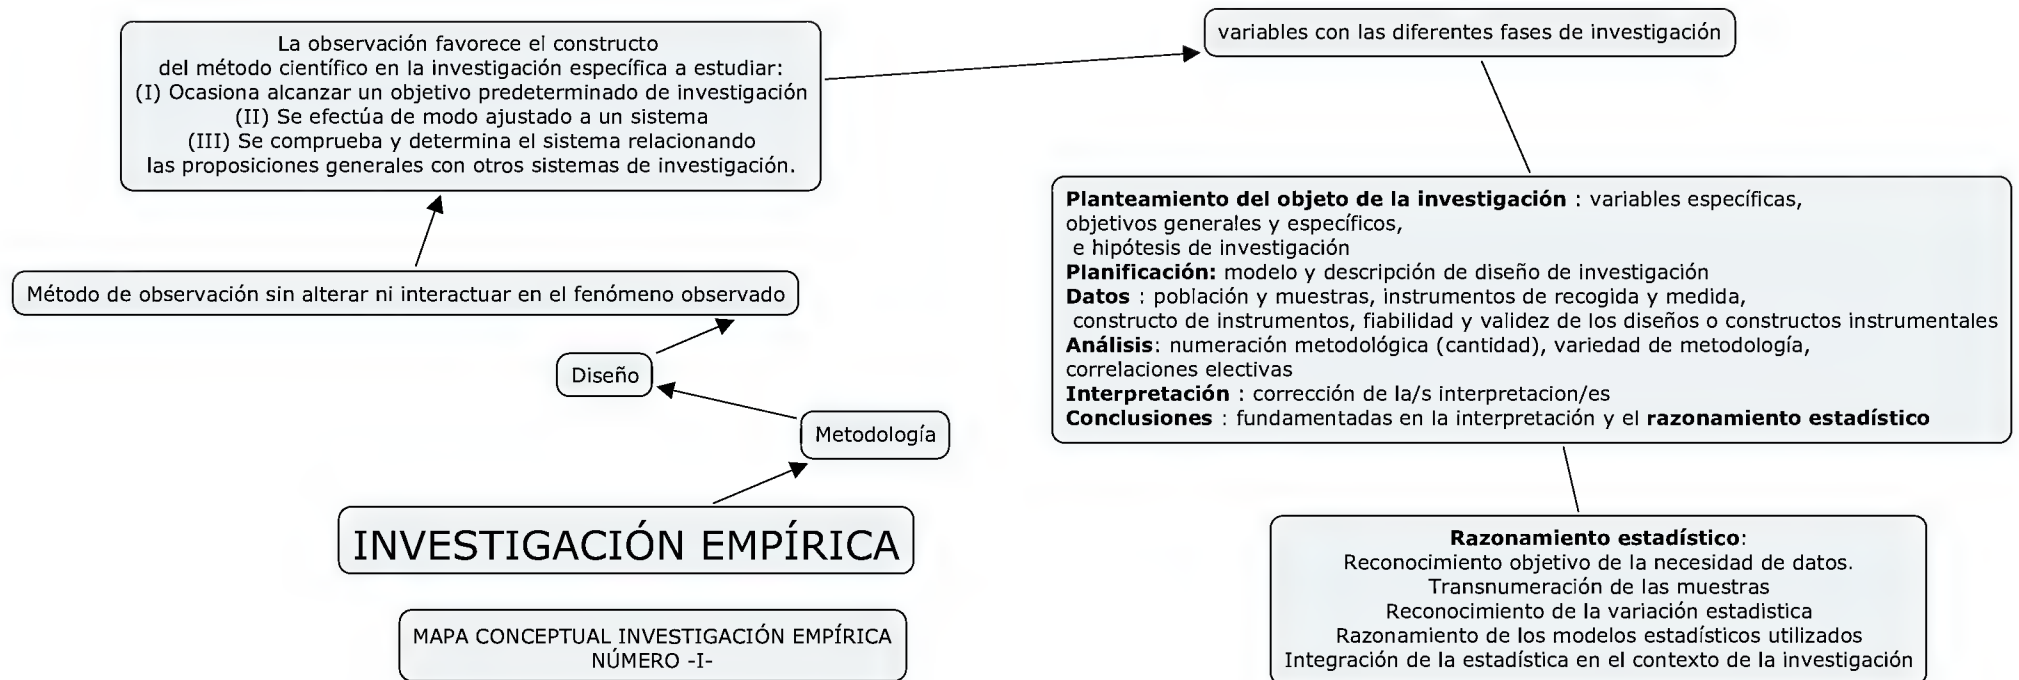 La observación favorece el constructo
del método científico en la investigación específica a estudiar:
(I) Ocasiona alcanzar un objetivo predeterminado de investigación
(II) Se efectúa de modo ajustado a un sistema
(III) Se comprueba y determina el sistema relacionando
las proposiciones generales con otros sistemas de investigación.
variables con las diferentes fases de investigación
Método de observación sin alterar ni interactuar en el fenómeno observado
Diseño
Metodología
INVESTIGACIÓN EMPÍRICA
MAPA CONCEPTUAL INVESTIGACIÓN EMPÍRICA
NÚMERO -I-
Planteamiento del objeto de la investigación : variables específicas,
objetivos generales y específicos,
e hipótesis de investigación
Planificación: modelo y descripción de diseño de investigación
Datos : población y muestras, instrumentos de recogida y medida,
constructo de instrumentos, fiabilidad y validez de los diseños o constructos instrumentales
Análisis: numeración metodológica (cantidad), variedad de metodología,
correlaciones electivas
Interpretación : corrección de la/s interpretacion/es
Conclusiones : fundamentadas en la interpretación y el razonamiento estadístico
Razonamiento estadístico:
Reconocimiento objetivo de la necesidad de datos.
Transnumeración de las muestras
Reconocimiento de la variación estadistica
Razonamiento de los modelos estadísticos utilizados
Integración de la estadística en el contexto de la investigación